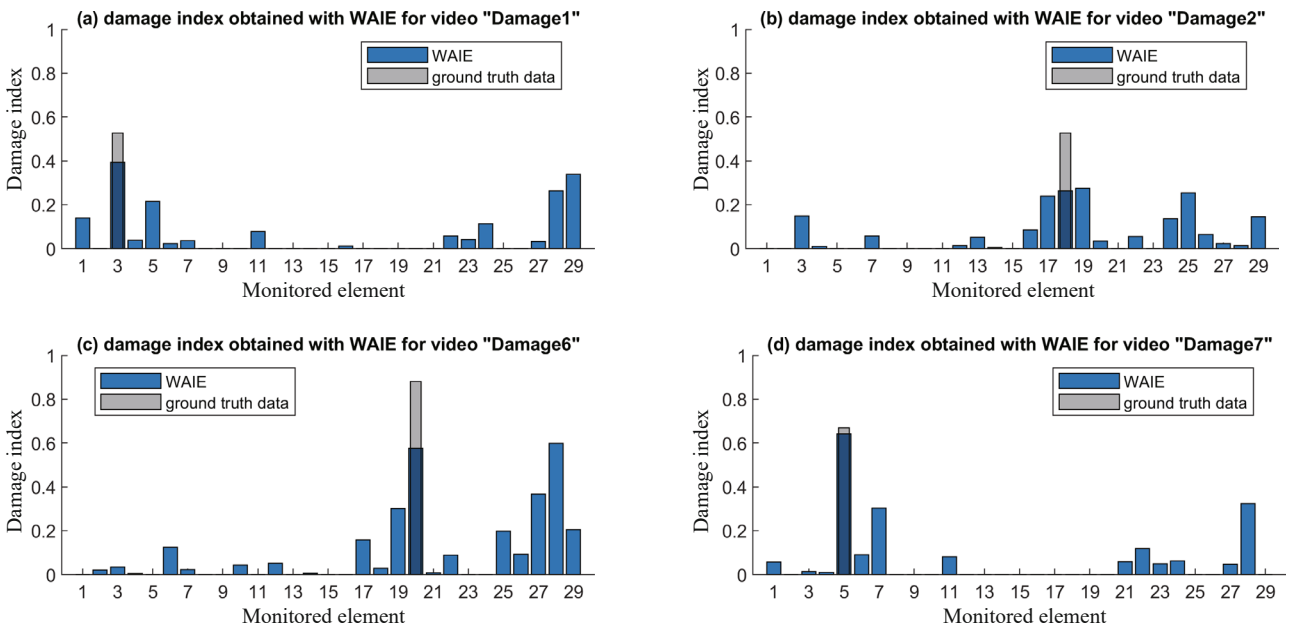 (a) damage index obtained with WAIE for video "Damage1"
1
0.8
0.6
0.4
0.2
0
Damage index
WAIE
ground truth data
1 3 5 7 9 11 13 15 17 19 21 23 25 27 29
Monitored element
(b) damage index obtained with WAIE for video "Damage2"
1
0.8
0.6
0.4
0.2
0
Damage index
WAIE
ground truth data
1 3 5 7 9 11 13 15 17 19 21 23 25 27 29
Monitored element
(c) damage index obtained with WAIE for video "Damage6"
1
0.8
0.6
0.4
0.2
0
Damage index
WAIE
ground truth data
1 3 5 7 9 11 13 15 17 19 21 23 25 27 29
Monitored element
(d) damage index obtained with WAIE for video "Damage7"
1
0.8
0.6
0.4
0.2
0
Damage index
WAIE
ground truth data
1 3 5 7 9 11 13 15 17 19 21 23 25 27 29
Monitored element